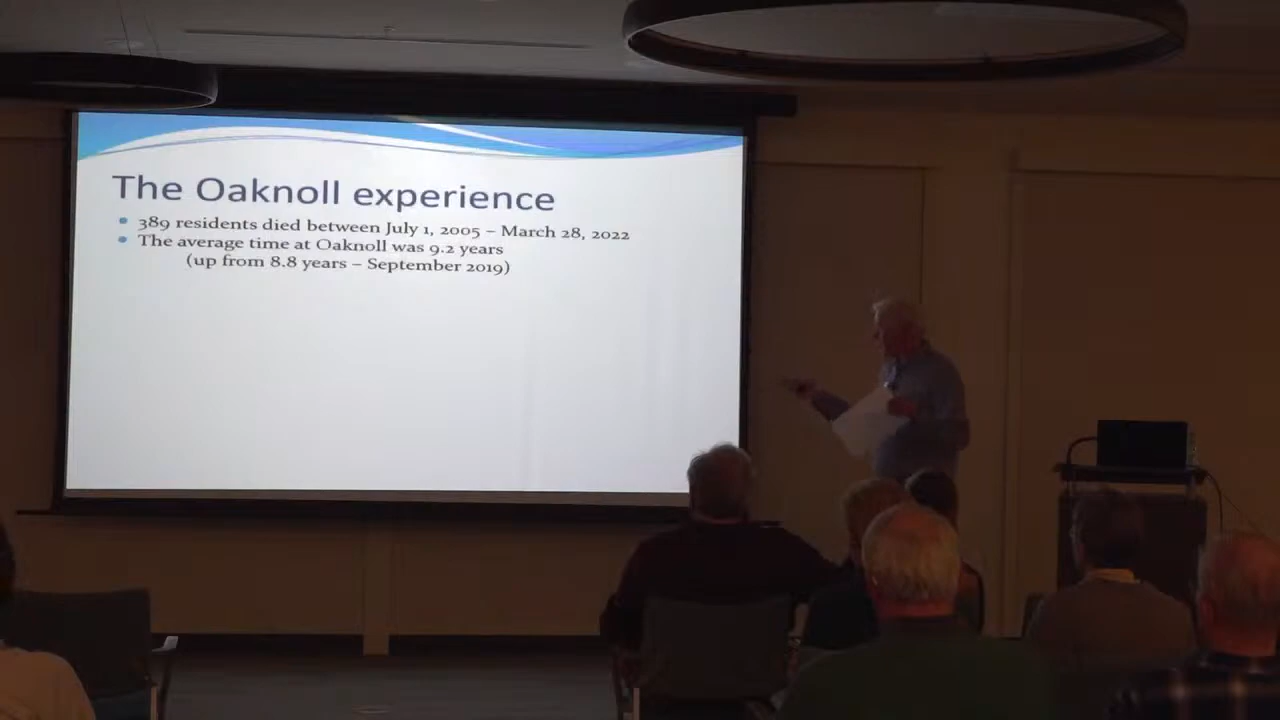 The Oaknoll experience
• 389 residents died between July 1, 2005 – March 28, 2022
• The average time at Oaknoll was 9.2 years
(up from 8.8 years – September 2019)